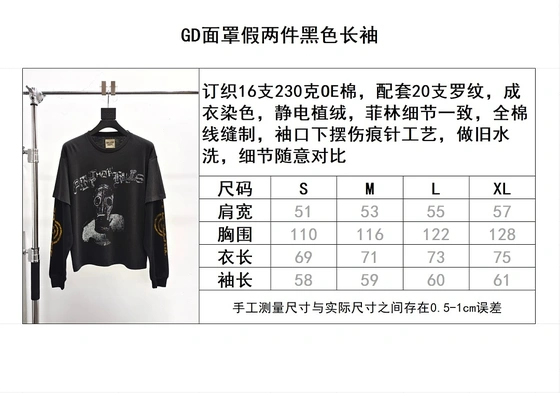 GD面罩假两件黑色长袖
订织16支230克OE棉，配套20支罗纹，成
衣染色，静电植绒，菲林细节一致，全棉
线缝制，袖口下摆伤痕针工艺，做旧水
洗，细节随意对比
尺码 S M L XL
肩宽 51 53 55 57
胸围 110 116 122 128
衣长 69 71 73 75
袖长 58 59 60 61
手工测量尺寸与实际尺寸之间存在0.5-1cm误差